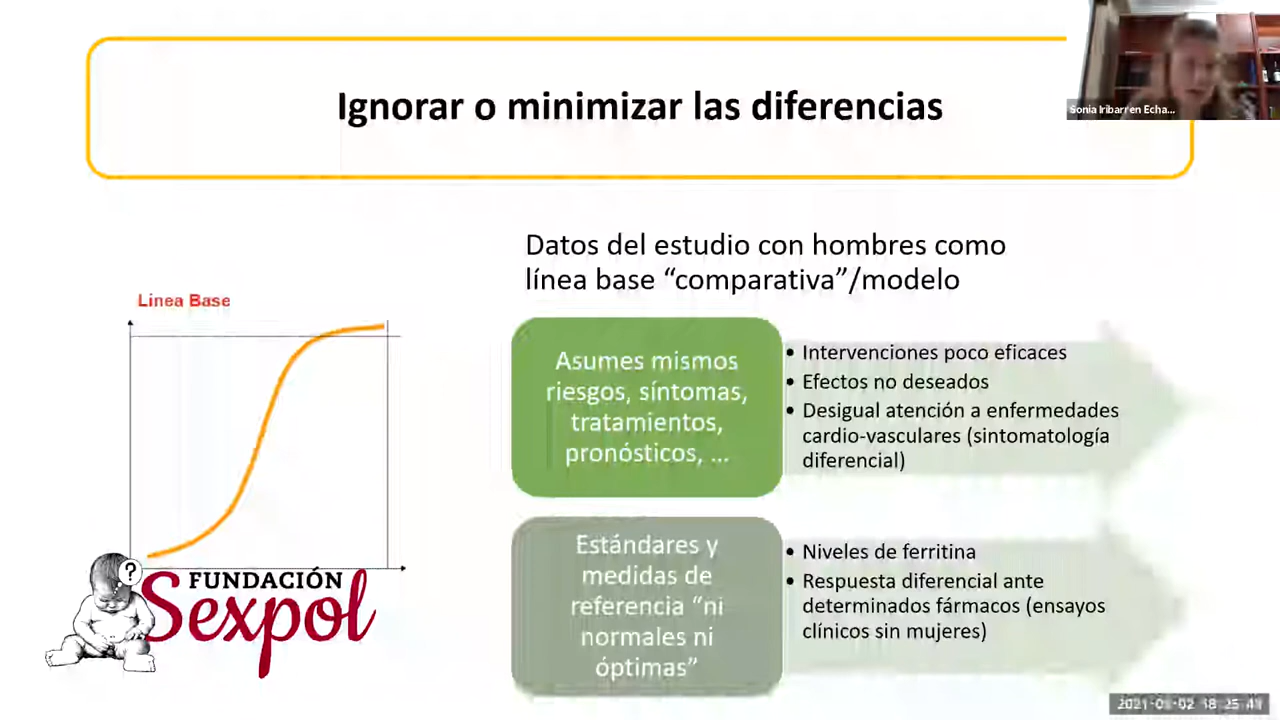 Ignorar o minimizar las diferencias
Sonia Iribarren Echa...
Datos del estudio con hombres como
línea base “comparativa”/modelo
Linea Base
Asumes mismos
riesgos, síntomas,
tratamientos,
pronósticos, ...
• Intervenciones poco eficaces
• Efectos no deseados
• Desigual atención a enfermedades
cardio-vasculares (sintomatología
diferencial)
Estándares y
medidas de
referencia “ni
normales ni
óptimas”
• Niveles de ferritina
• Respuesta diferencial ante
determinados fármacos (ensayos
clínicos sin mujeres)
?
FUNDACIÓN
Sexpol